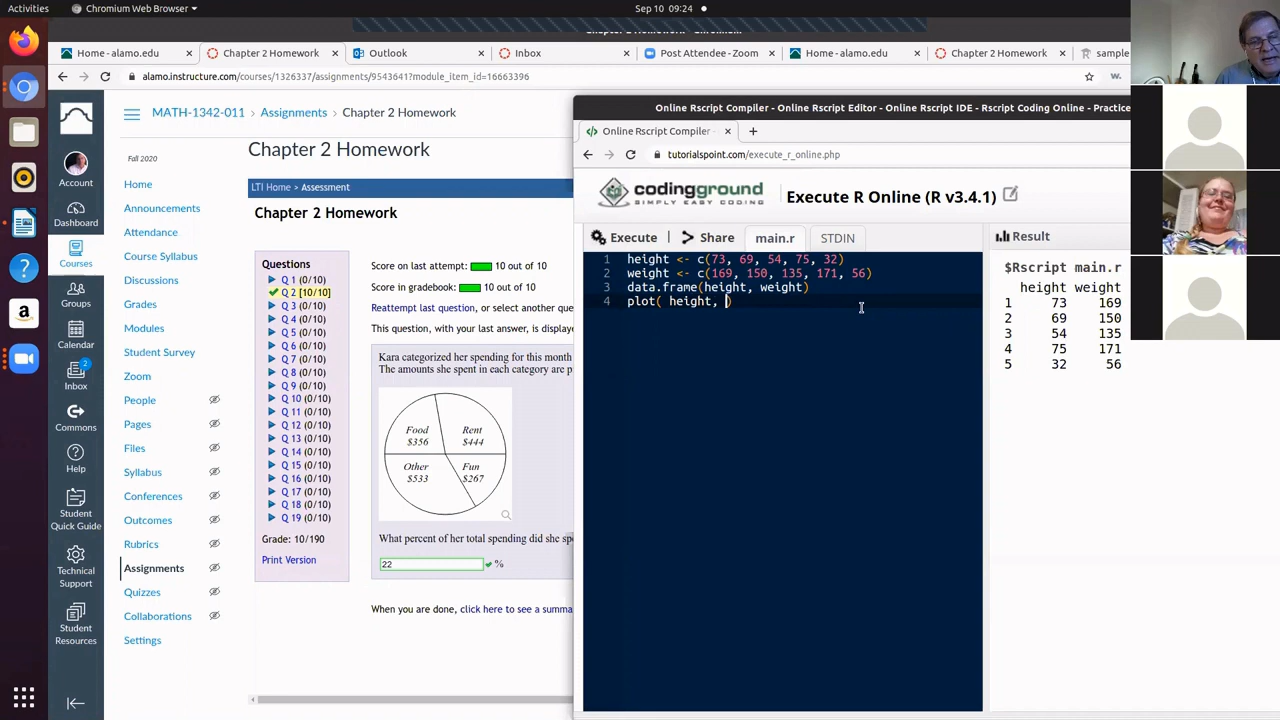 Activities
Chromium Web Browser
Sep 10 09:24
Home - alamo.edu
Chapter 2 Homework
Outlook
Inbox
Post Attendee - Zoom
Home - alamo.edu
Chapter 2 Homework
sample
alamo.instructure.com/courses/1326337/assignments/9543641?module_item_id=16663396
Account
Dashboard
Courses
Groups
Calendar
2
Inbox
Commons
Help
Student
Quick Guide
Technical
Support
Student
Resources
MATH-1342-011 > Assignments > Chapter 2 Homework
Fall 2020
Home
Announcements
Attendance
Course Syllabus
Discussions
Grades
Modules
Student Survey
Zoom
People
Pages
Files
Syllabus
Conferences
Outcomes
Rubrics
Assignments
Quizzes
Collaborations
Settings
Chapter 2 Homework
LTI Home > Assessment
Chapter 2 Homework
Questions
Q 1 (0/10)
Q 2 [10/10]
Q 3 (0/10)
Q 4 (0/10)
Q 5 (0/10)
Q 6 (0/10)
Q 7 (0/10)
Q 8 (0/10)
Q 9 (0/10)
Q 10 (0/10)
Q 11 (0/10)
Q 12 (0/10)
Q 13 (0/10)
Q 14 (0/10)
Q 15 (0/10)
Q 16 (0/10)
Q 17 (0/10)
Q 18 (0/10)
Q 19 (0/10)
Grade: 10/190
Print Version
Score on last attempt: 10 out of 10
Score in gradebook: 10 out of 10
Reattempt last question, or select another que
This question, with your last answer, is displaye
Kara categorized her spending for this month
The amounts she spent in each category are p
Food
$356
Rent
$444
Other
$533
Fun
$267
What percent of her total spending did she spe
22 %
When you are done, click here to see a summa
Online Rscript Compiler - Online Rscript Editor - Online Rscript IDE - Rscript Coding Online - Practice
Online Rscript Compiler
tutorialspoint.com/execute_r_online.php
codingground
SIMPLY EASY CODING
Execute R Online (R v3.4.1)
Execute | Share main.r STDIN
1 height <- c(73, 69, 54, 75, 32)
2 weight <- c(169, 150, 135, 171, 56)
3 data.frame(height, weight)
4 plot( height, )
Result
$Rscript main.r
height weight
1 73 169
2 69 150
3 54 135
4 75 171
5 32 56